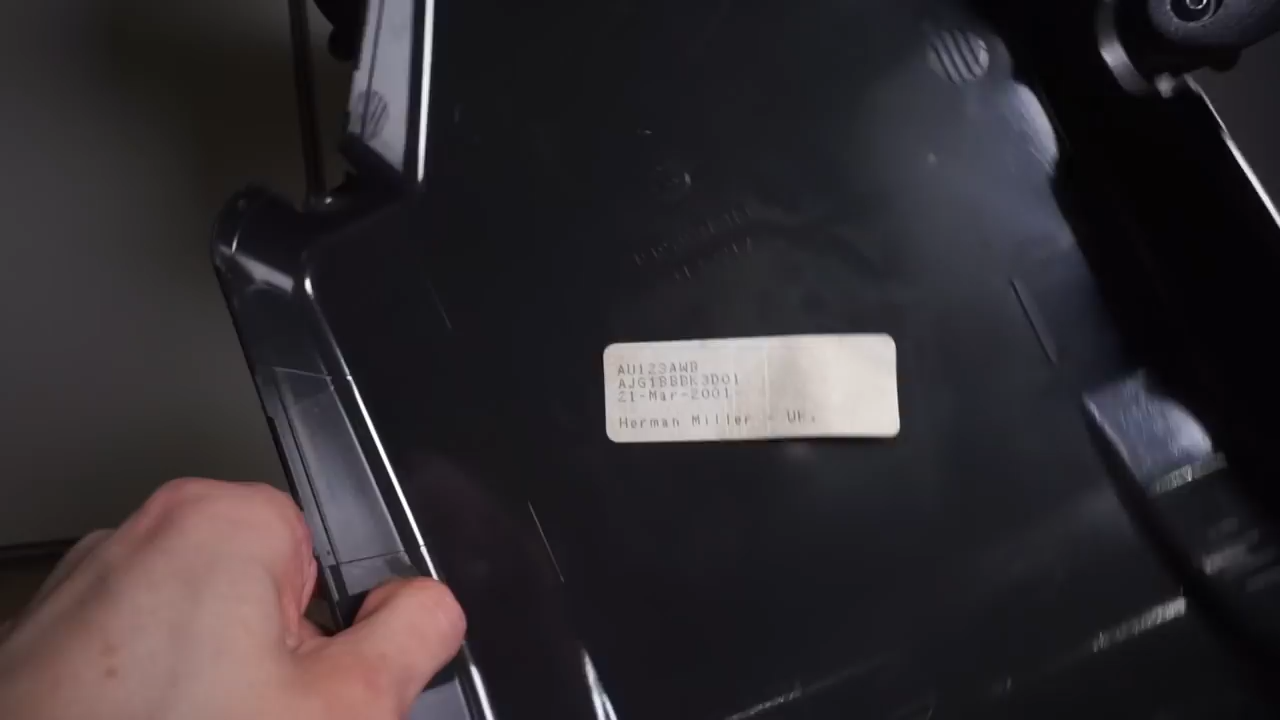 AU123AWB
AJG1BBBK3D01
21-Mar-2001
Herman Miller - UK.